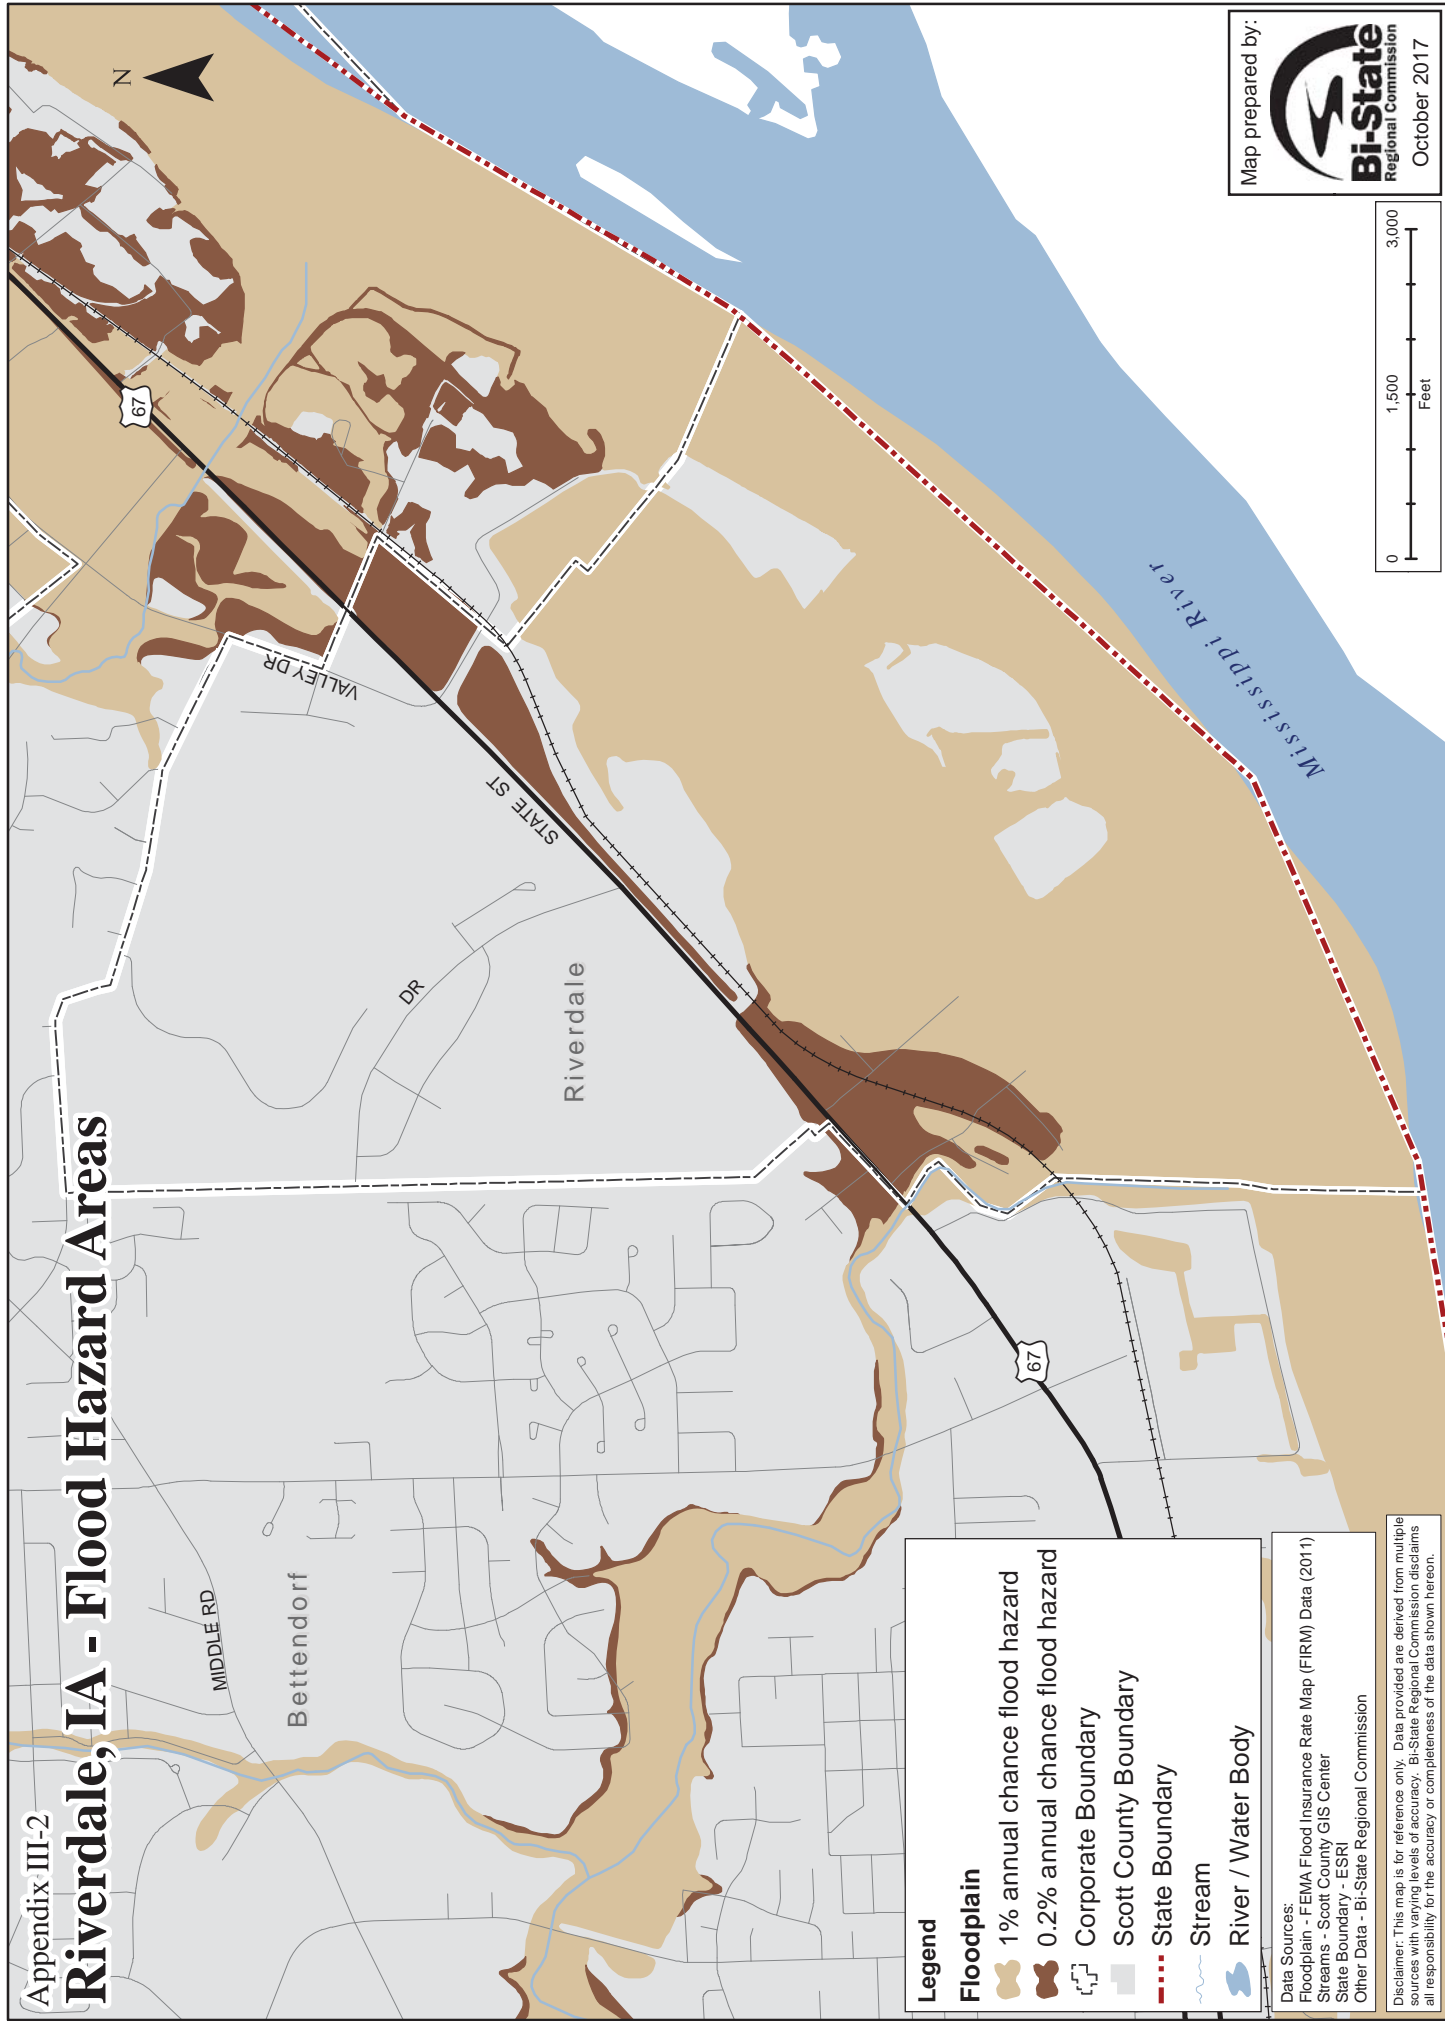 Appendix III-2
Riverdale, IA - Flood Hazard Areas
N
67
VALLEY DR
STATE ST
DR
Riverdale
MIDDLE RD
Bettendorf
67
Mississippi River
Legend
Floodplain
1% annual chance flood hazard
0.2% annual chance flood hazard
Corporate Boundary
Scott County Boundary
State Boundary
Stream
River / Water Body
Data Sources:
Floodplain - FEMA Flood Insurance Rate Map (FIRM) Data (2011)
Streams - Scott County GIS Center
State Boundary - ESRI
Other Data - Bi-State Regional Commission
Disclaimer: This map is for reference only. Data provided are derived from multiple
sources with varying levels of accuracy. Bi-State Regional Commission disclaims
all responsibility for the accuracy or completeness of the data shown hereon.
0 1,500 3,000
Feet
Map prepared by:
Bi-State
Regional Commission
October 2017